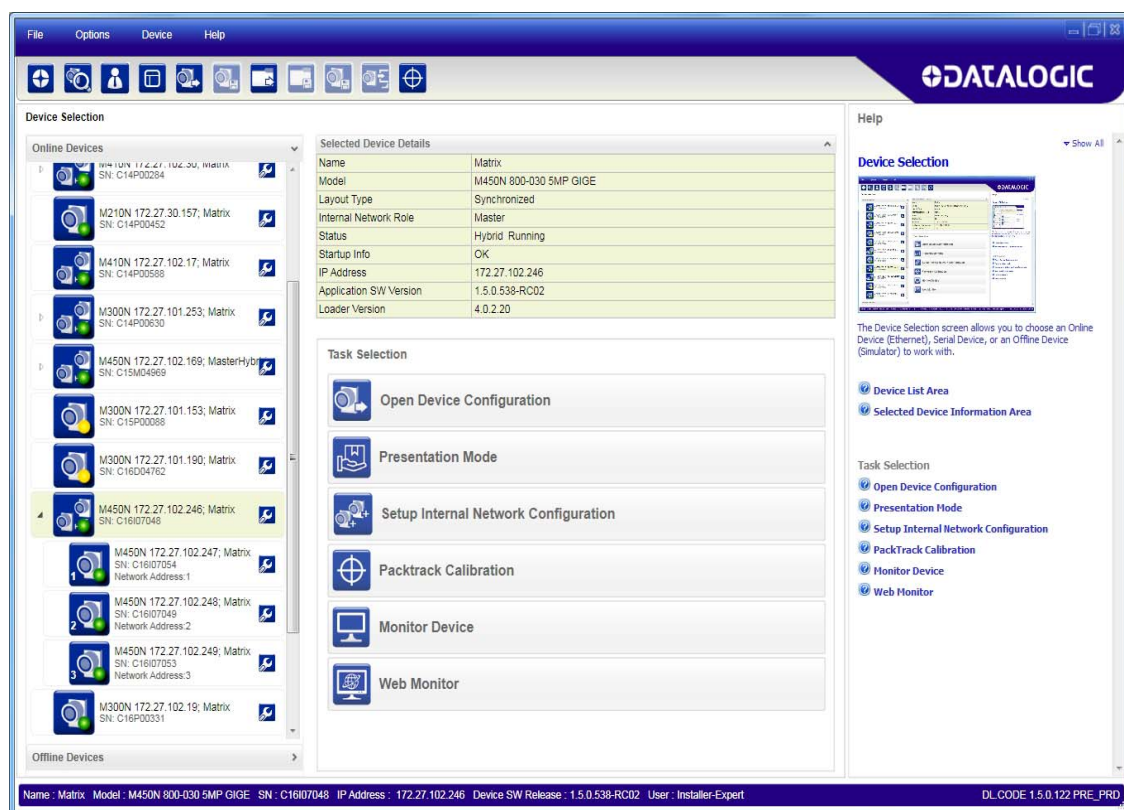 File Options Device Help
DATALOGIC
Device Selection
Online Devices
M410N 172.27.102.30; Matrix
SN: C14P00284
M210N 172.27.30.157; Matrix
SN: C14P00452
M410N 172.27.102.17; Matrix
SN: C14P00588
M300N 172.27.101.253; Matrix
SN: C14P00630
M450N 172.27.102.169; MasterHybr
SN: C15M04969
M300N 172.27.101.153; Matrix
SN: C15P00088
M300N 172.27.101.190; Matrix
SN: C16D04762
M450N 172.27.102.246; Matrix
SN: C16I07048
1
M450N 172.27.102.247; Matrix
SN: C16I07054
Network Address:1
2
M450N 172.27.102.248; Matrix
SN: C16I07049
Network Address:2
3
M450N 172.27.102.249; Matrix
SN: C16I07053
Network Address:3
M300N 172.27.102.19; Matrix
SN: C16P00331
Offline Devices
Selected Device Details
Name Matrix
Model M450N 800-030 5MP GIGE
Layout Type Synchronized
Internal Network Role Master
Status Hybrid Running
Startup Info OK
IP Address 172.27.102.246
Application SW Version 1.5.0.538-RC02
Loader Version 4.0.2.20
Task Selection
Open Device Configuration
Presentation Mode
Setup Internal Network Configuration
Packtrack Calibration
Monitor Device
Web Monitor
Help
Show All
Device Selection
The Device Selection screen allows you to choose an Online
Device (Ethernet), Serial Device, or an Offline Device
(Simulator) to work with.
Device List Area
Selected Device Information Area
Task Selection
Open Device Configuration
Presentation Mode
Setup Internal Network Configuration
PackTrack Calibration
Monitor Device
Web Monitor
Name : Matrix Model : M450N 800-030 5MP GIGE SN : C16I07048 IP Address : 172.27.102.246 Device SW Release : 1.5.0.538-RC02 User : Installer-Expert DL.CODE 1.5.0.122 PRE_PRD